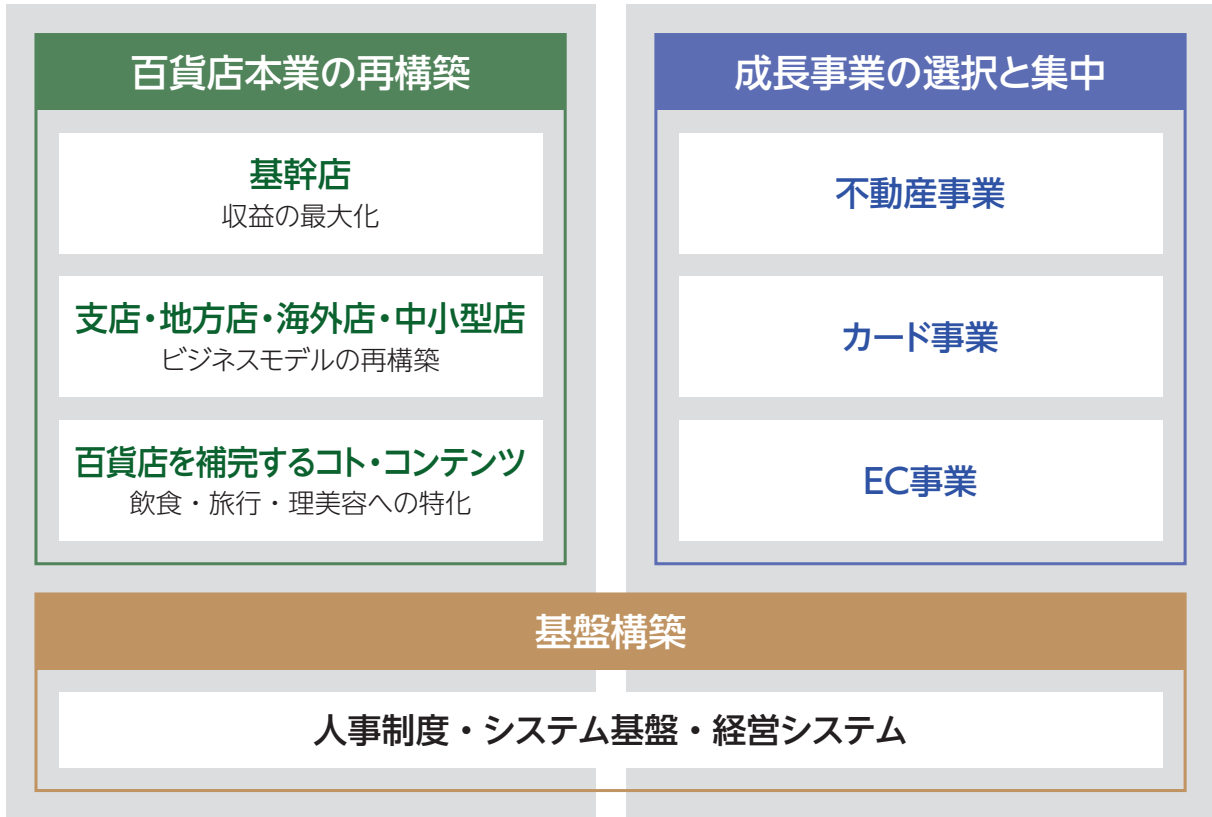 百貨店本業の再構築
基幹店
収益の最大化
支店・地方店・海外店・中小型店
ビジネスモデルの再構築
百貨店を補完するコト・コンテンツ
飲食・旅行・理美容への特化
成長事業の選択と集中
不動産事業
カード事業
EC事業
基盤構築
人事制度・システム基盤・経営システム